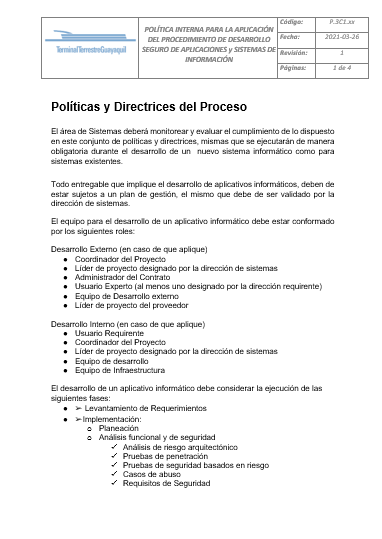 TerminalTerrestreGuayaquil
POLÍTICA INTERNA PARA LA APLICACIÓN
DEL PROCEDIMIENTO DE DESARROLLO
SEGURO DE APLICACIONES y SISTEMAS DE
INFORMACIÓN
Código: P.3C1.xx
Fecha: 2021-03-26
Revisión: 1
Páginas: 1 de 4
Políticas y Directrices del Proceso
El área de Sistemas deberá monitorear y evaluar el cumplimiento de lo dispuesto
en este conjunto de políticas y directrices, mismas que se ejecutarán de manera
obligatoria durante el desarrollo de un nuevo sistema informático como para
sistemas existentes.
Todo entregable que implique el desarrollo de aplicativos informáticos, deben de
estar sujetos a un plan de gestión, el mismo que debe de ser validado por la
dirección de sistemas.
El equipo para el desarrollo de un aplicativo informático debe estar conformado
por los siguientes roles:
Desarrollo Externo (en caso de que aplique)
● Coordinador del Proyecto
● Líder de proyecto designado por la dirección de sistemas
● Administrador del Contrato
● Usuario Experto (al menos uno designado por la dirección requirente)
● Equipo de Desarrollo externo
● Líder de proyecto del proveedor
Desarrollo Interno (en caso de que aplique)
● Usuario Requirente
● Coordinador del Proyecto
● Líder de proyecto designado por la dirección de sistemas
● Equipo de desarrollo
● Equipo de Infraestructura
El desarrollo de un aplicativo informático debe considerar la ejecución de las
siguientes fases:
● ➢ Levantamiento de Requerimientos
● ➢Implementación:
o Planeación
o Análisis funcional y de seguridad
✓ Análisis de riesgo arquitectónico
✓ Pruebas de penetración
✓ Pruebas de seguridad basados en riesgo
✓ Casos de abuso
✓ Requisitos de Seguridad